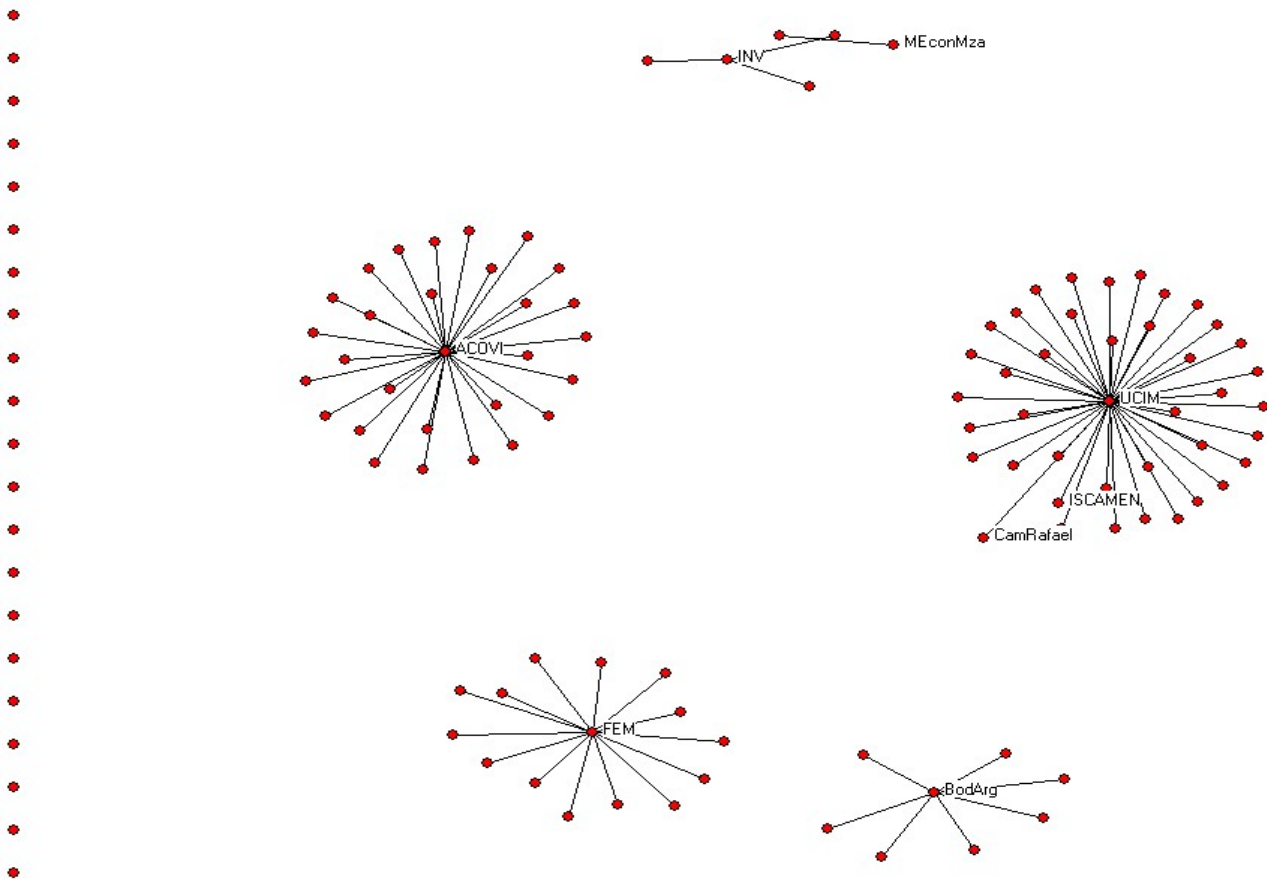 MEconMza
INV
ACOVI
UCIM
ISCAMEN
CamRafael
FEM
BodArg